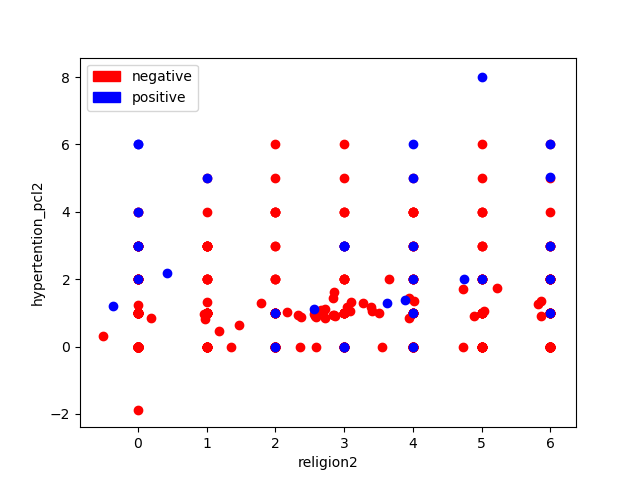 negative
positive
8
6
4
2
0
−2
hypertention_pcl2
0 1 2 3 4 5 6
religion2